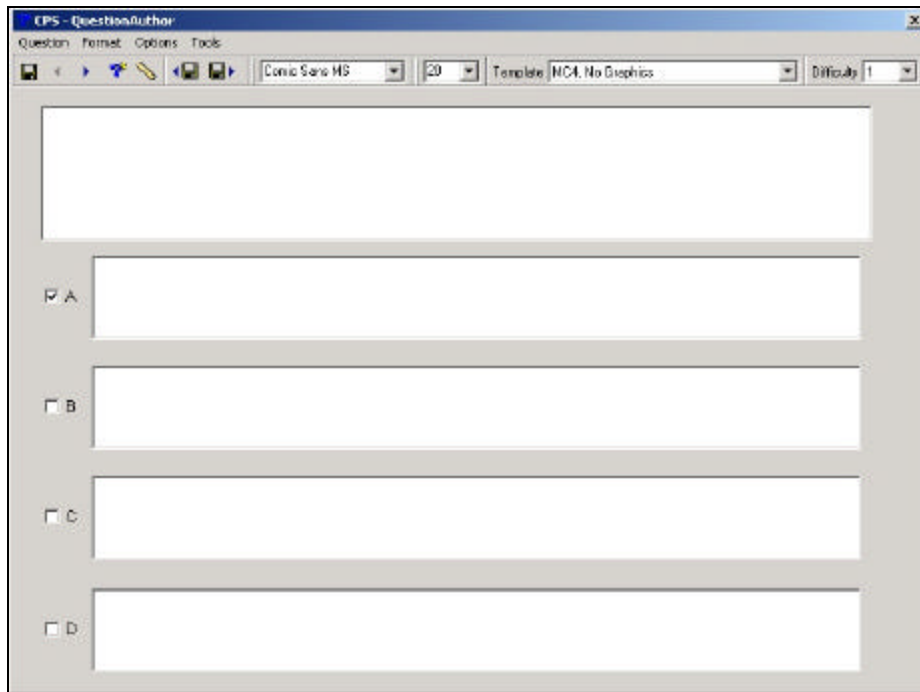 CPS - QuestionAuthor
Question Format Options Tools
Comic Sans MS 20 Template MC4, No Graphics Difficulty 1
A
B
C
D